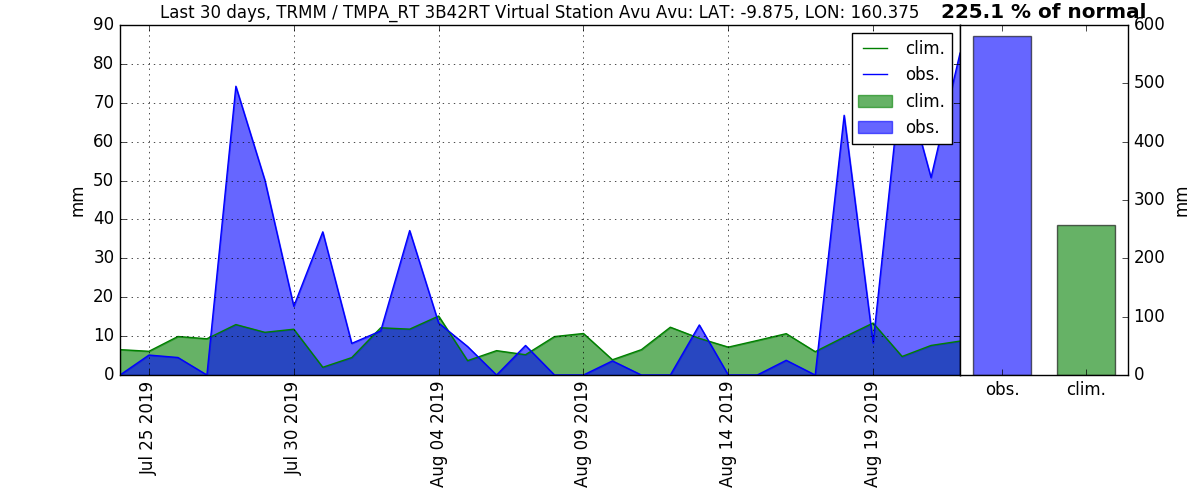 Last 30 days, TRMM / TMPA_RT 3B42RT Virtual Station Avu Avu: LAT: -9.875, LON: 160.375
225.1 % of normal
90
80
70
60
50
40
30
20
10
0
mm
clim.
obs.
clim.
obs.
Jul 25 2019
Jul 30 2019
Aug 04 2019
Aug 09 2019
Aug 14 2019
Aug 19 2019
600
500
400
300
200
100
0
mm
obs.
clim.